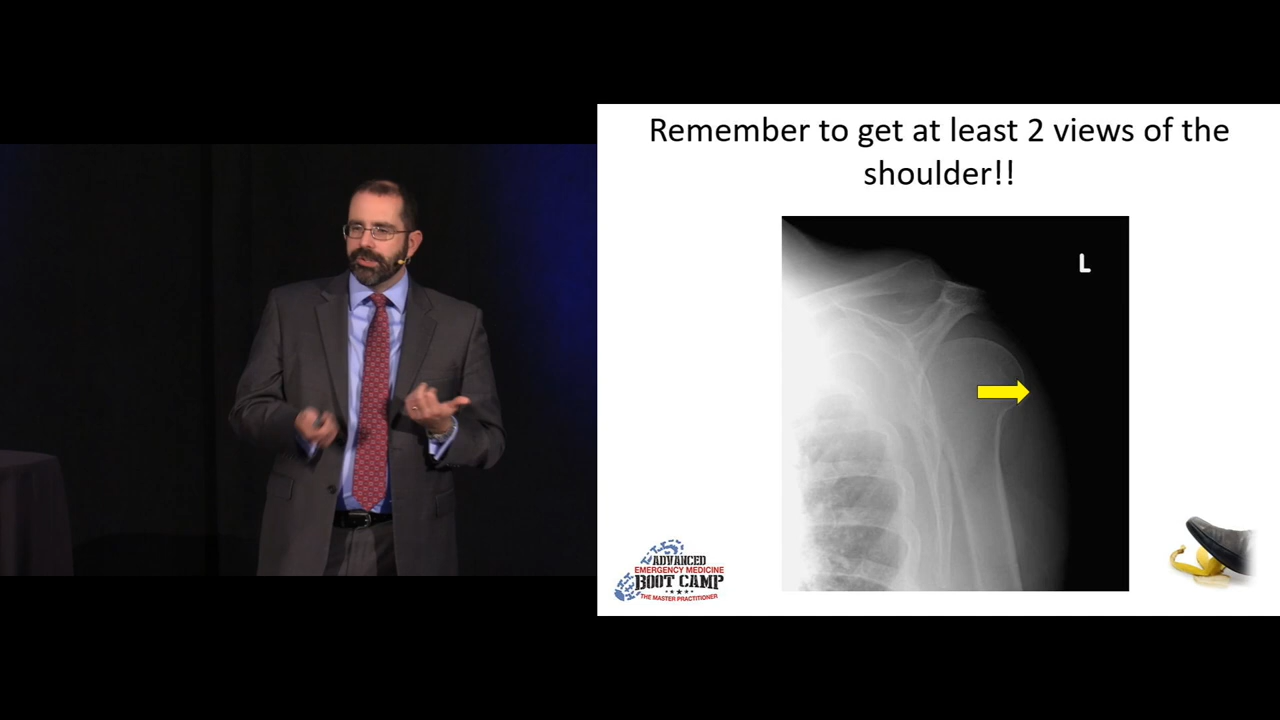 Remember to get at least 2 views of the
shoulder!!
L
ADVANCED
EMERGENCY MEDICINE
BOOT CAMP
THE MASTER PRACTITIONER